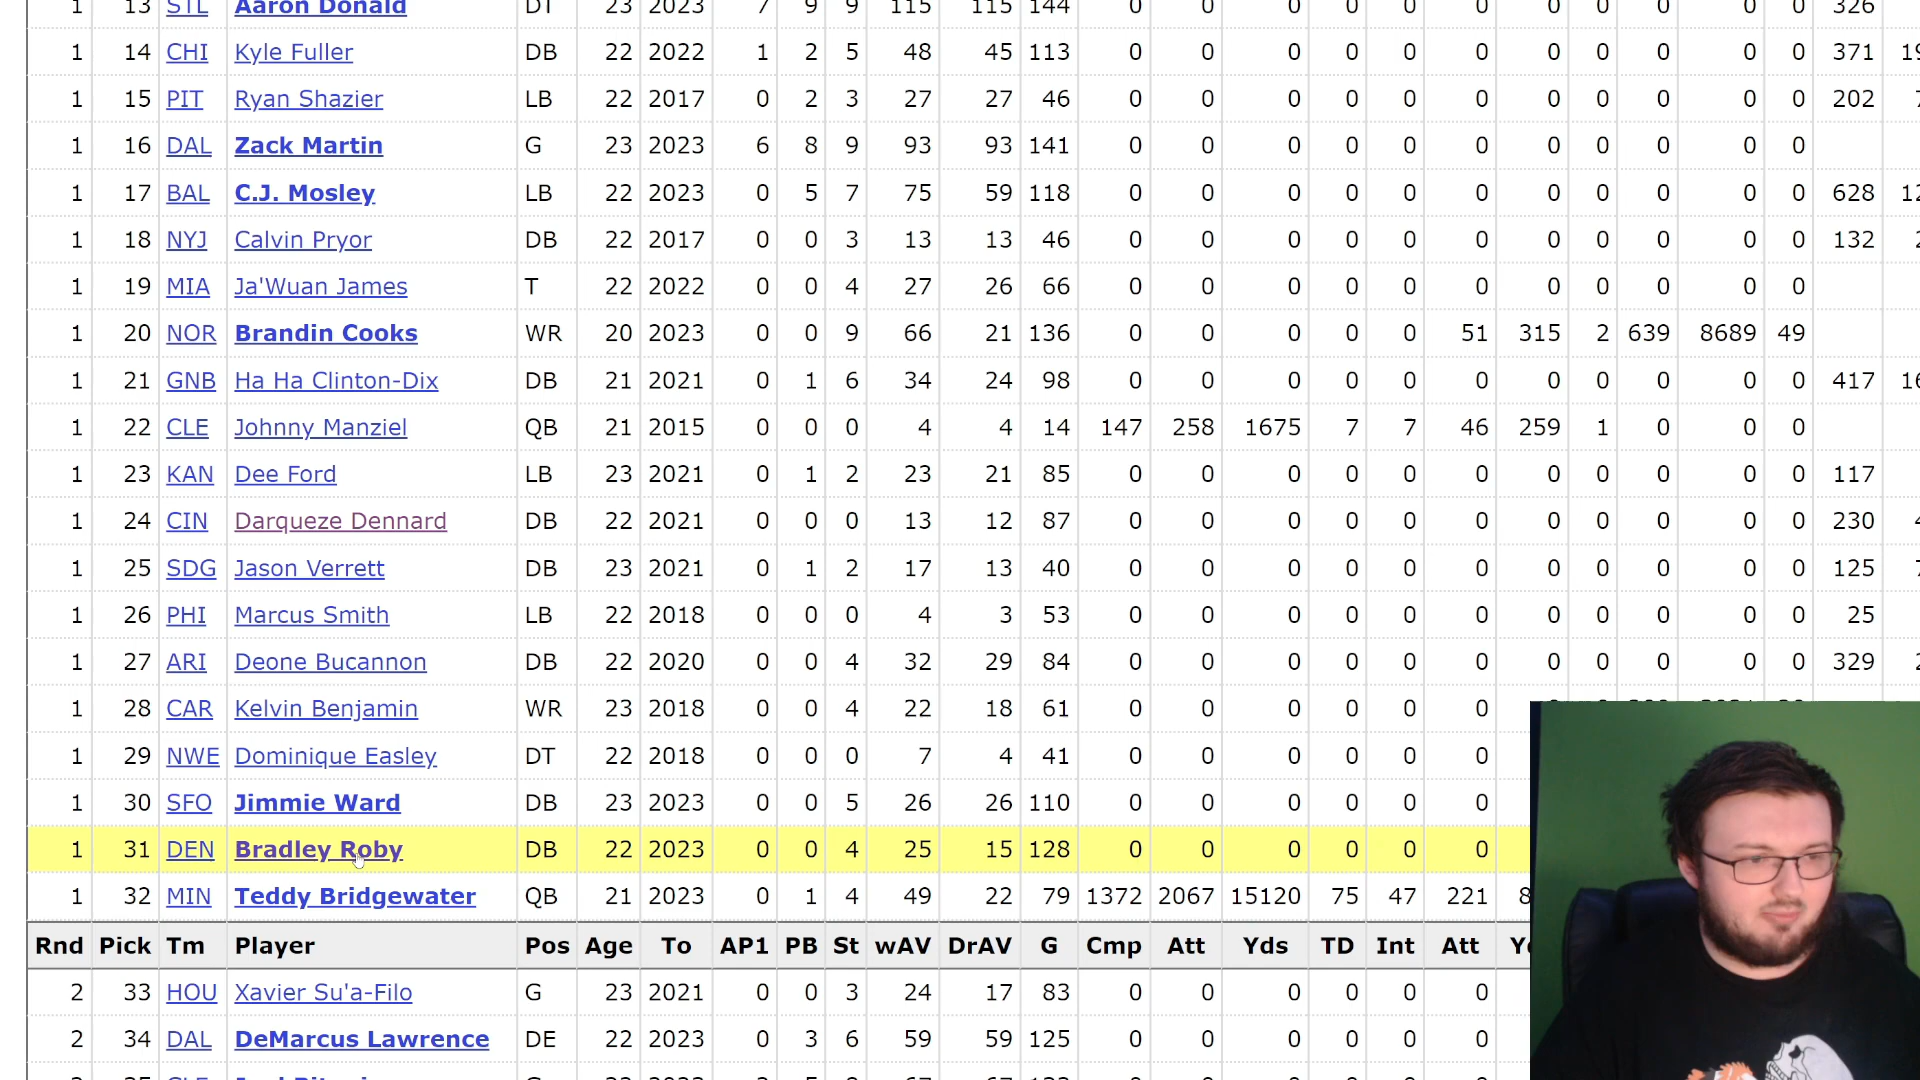 1 13 STL Aaron Donald DT 23 2023 7 9 9 115 115 144 0 0 0 0 0 0 0 0 0 0 0 326
1 14 CHI Kyle Fuller DB 22 2022 1 2 5 48 45 113 0 0 0 0 0 0 0 0 0 0 0 371
1 15 PIT Ryan Shazier LB 22 2017 0 2 3 27 27 46 0 0 0 0 0 0 0 0 0 0 0 202
1 16 DAL Zack Martin G 23 2023 6 8 9 93 93 141 0 0 0 0 0 0 0 0 0 0 0
1 17 BAL C.J. Mosley LB 22 2023 0 5 7 75 59 118 0 0 0 0 0 0 0 0 0 0 0 628
1 18 NYJ Calvin Pryor DB 22 2017 0 0 3 13 13 46 0 0 0 0 0 0 0 0 0 0 0 132
1 19 MIA Ja'Wuan James T 22 2022 0 0 4 27 26 66 0 0 0 0 0 0 0 0 0 0 0
1 20 NOR Brandin Cooks WR 20 2023 0 0 9 66 21 136 0 0 0 0 0 51 315 2 639 8689 49
1 21 GNB Ha Ha Clinton-Dix DB 21 2021 0 1 6 34 24 98 0 0 0 0 0 0 0 0 0 0 0 417
1 22 CLE Johnny Manziel QB 21 2015 0 0 0 4 4 14 147 258 1675 7 7 46 259 1 0 0 0
1 23 KAN Dee Ford LB 23 2021 0 1 2 23 21 85 0 0 0 0 0 0 0 0 0 0 0 117
1 24 CIN Darqueze Dennard DB 22 2021 0 0 0 13 12 87 0 0 0 0 0 0 0 0 0 0 0 230
1 25 SDG Jason Verrett DB 23 2021 0 1 2 17 13 40 0 0 0 0 0 0 0 0 0 0 0 125
1 26 PHI Marcus Smith LB 22 2018 0 0 0 4 3 53 0 0 0 0 0 0 0 0 0 0 0 25
1 27 ARI Deone Bucannon DB 22 2020 0 0 4 32 29 84 0 0 0 0 0 0 0 0 0 0 0 329
1 28 CAR Kelvin Benjamin WR 23 2018 0 0 4 22 18 61 0 0 0 0 0 0
1 29 NWE Dominique Easley DT 22 2018 0 0 0 7 4 41 0 0 0 0 0 0
1 30 SFO Jimmie Ward DB 23 2023 0 0 5 26 26 110 0 0 0 0 0 0
1 31 DEN Bradley Roby DB 22 2023 0 0 4 25 15 128 0 0 0 0 0 0
1 32 MIN Teddy Bridgewater QB 21 2023 0 1 4 49 22 79 1372 2067 15120 75 47 221
Rnd Pick Tm Player Pos Age To AP1 PB St wAV DrAV G Cmp Att Yds TD Int Att
2 33 HOU Xavier Su'a-Filo G 23 2021 0 0 3 24 17 83 0 0 0 0 0 0
2 34 DAL DeMarcus Lawrence DE 22 2023 0 3 6 59 59 125 0 0 0 0 0 0